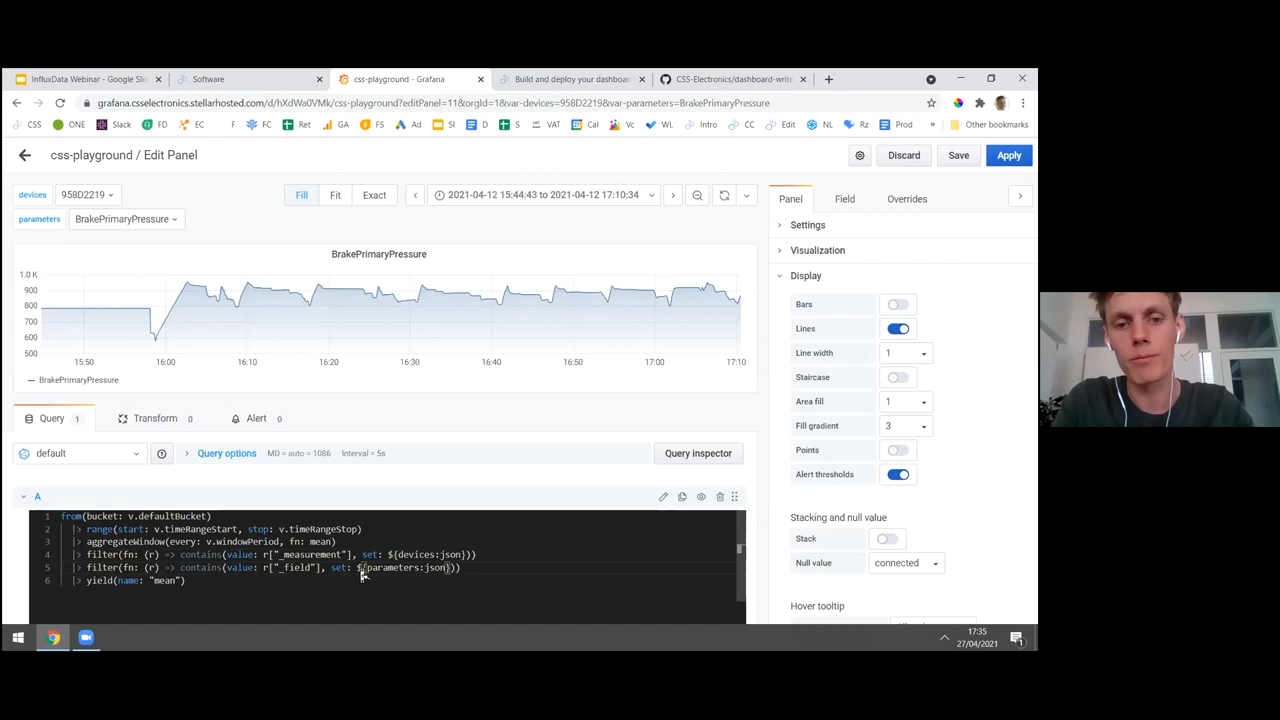 InfluxData Webinar - Google Slid
Software
css-playground - Grafana
Build and deploy your dashboard
CSS-Electronics/dashboard-write
grafana.csselectronics.stellarhosted.com/d/hXdWa0VMk/css-playground?editPanel=11&orgId=1&var-devices=958D2219&var-parameters=BrakePrimaryPressure
CSS ONE Slack FD EC F FC Ret GA FS Ad SI D S VAT Cal Vc WL Intro CC Edit NL Rz Prod » Other bookmarks
css-playground / Edit Panel
Discard Save Apply
devices 958D2219
Fill Fit Exact
2021-04-12 15:44:43 to 2021-04-12 17:10:34
Panel Field Overrides
parameters BrakePrimaryPressure
Settings
Visualization
Display
BrakePrimaryPressure
1.0 K
900
800
700
600
500
15:50 16:00 16:10 16:20 16:30 16:40 16:50 17:00 17:10
BrakePrimaryPressure
Bars
Lines
Line width 1
Staircase
Area fill 1
Fill gradient 3
Points
Alert thresholds
Stacking and null value
Stack
Null value connected
Hover tooltip
Query 1 Transform 0 Alert 0
default
Query options MD = auto = 1086 Interval = 5s
Query inspector
A
1 from(bucket: v.defaultBucket)
2 |> range(start: v.timeRangeStart, stop: v.timeRangeStop)
3 |> aggregateWindow(every: v.windowPeriod, fn: mean)
4 |> filter(fn: (r) => contains(value: r["_measurement"], set: ${devices:json}))
5 |> filter(fn: (r) => contains(value: r["_field"], set: ${parameters:json}))
6 |> yield(name: "mean")
17:35
27/04/2021
1